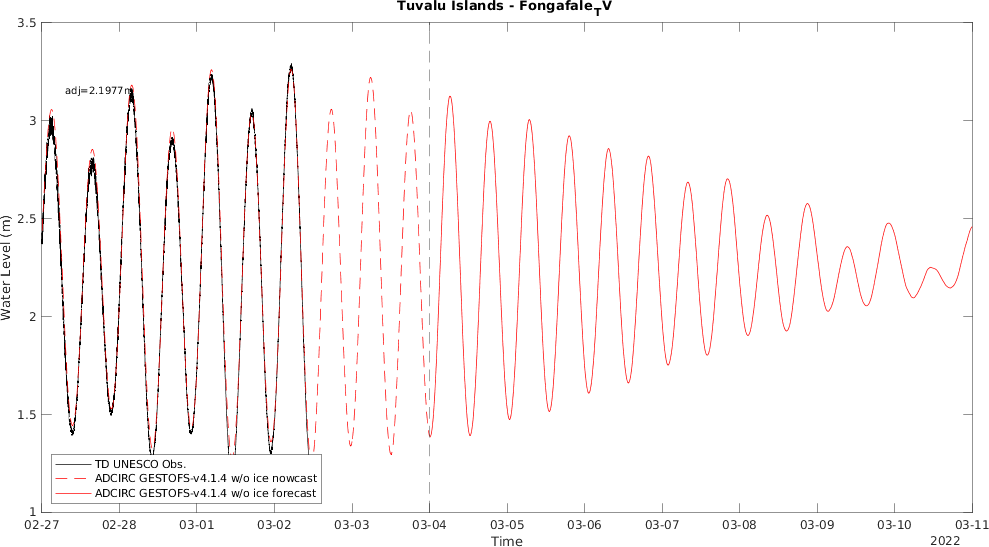 Tuvalu Islands - Fongafale_TV
adj=2.1977m
Water Level (m)
3.5
3
2.5
2
1.5
1
TD UNESCO Obs.
ADCIRC GESTOFS-v4.1.4 w/o ice nowcast
ADCIRC GESTOFS-v4.1.4 w/o ice forecast
02-27 02-28 03-01 03-02 03-03 03-04 03-05 03-06 03-07 03-08 03-09 03-10 03-11
Time
2022